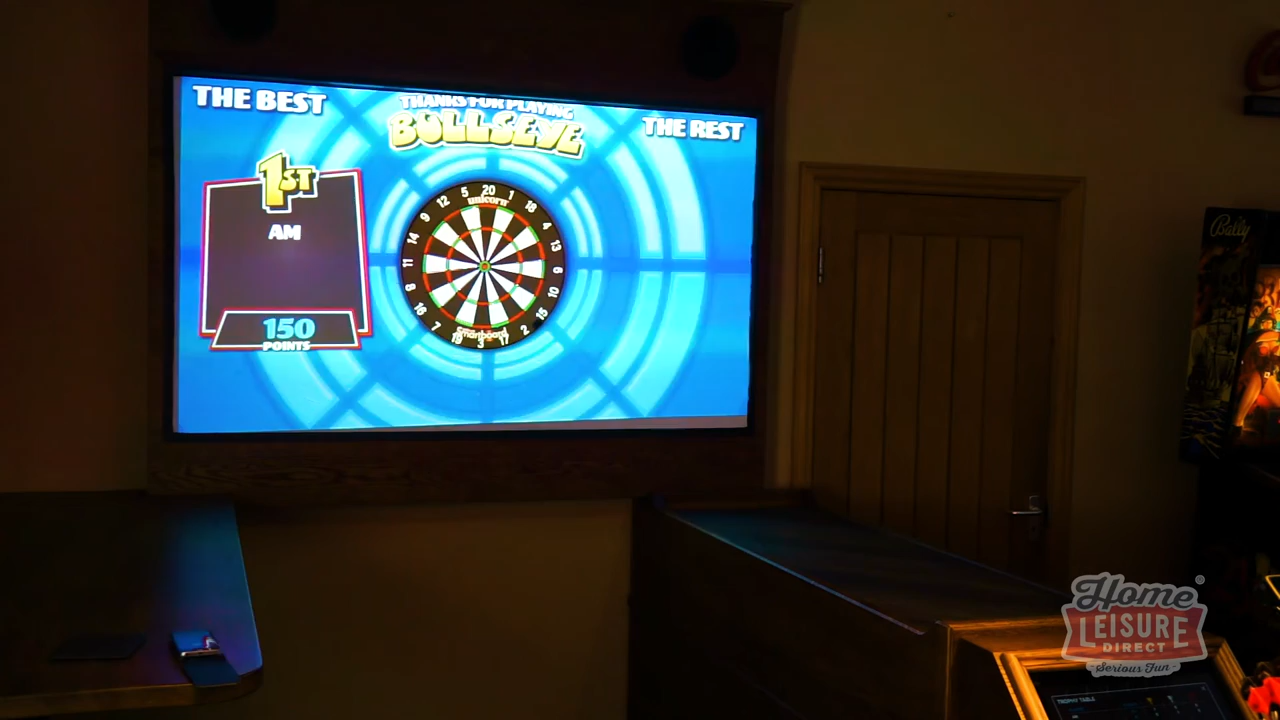 THE BEST
THANKS FOR PLAYING
BULLSEYE
THE REST
1ST
AM
150
POINTS
5 20 1
12 18
9 4
14 13
11 6
8 10
16 15
7 2
19 3 17
unicorn
Smartboard
Bally
Home
LEISURE
DIRECT
Serious Fun
®
TROPHY TABLE